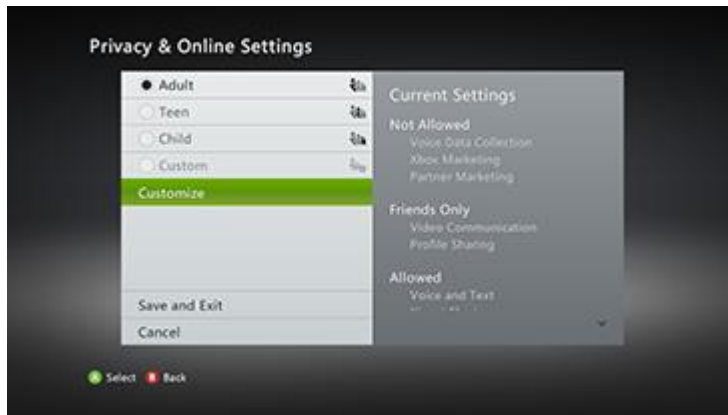 Privacy & Online Settings
Adult
Teen
Child
Custom
Customize
Save and Exit
Cancel
Current Settings
Not Allowed
Voice Data Collection
Xbox Marketing
Partner Marketing
Friends Only
Video Communication
Profile Sharing
Allowed
Voice and Text
A Select B Back